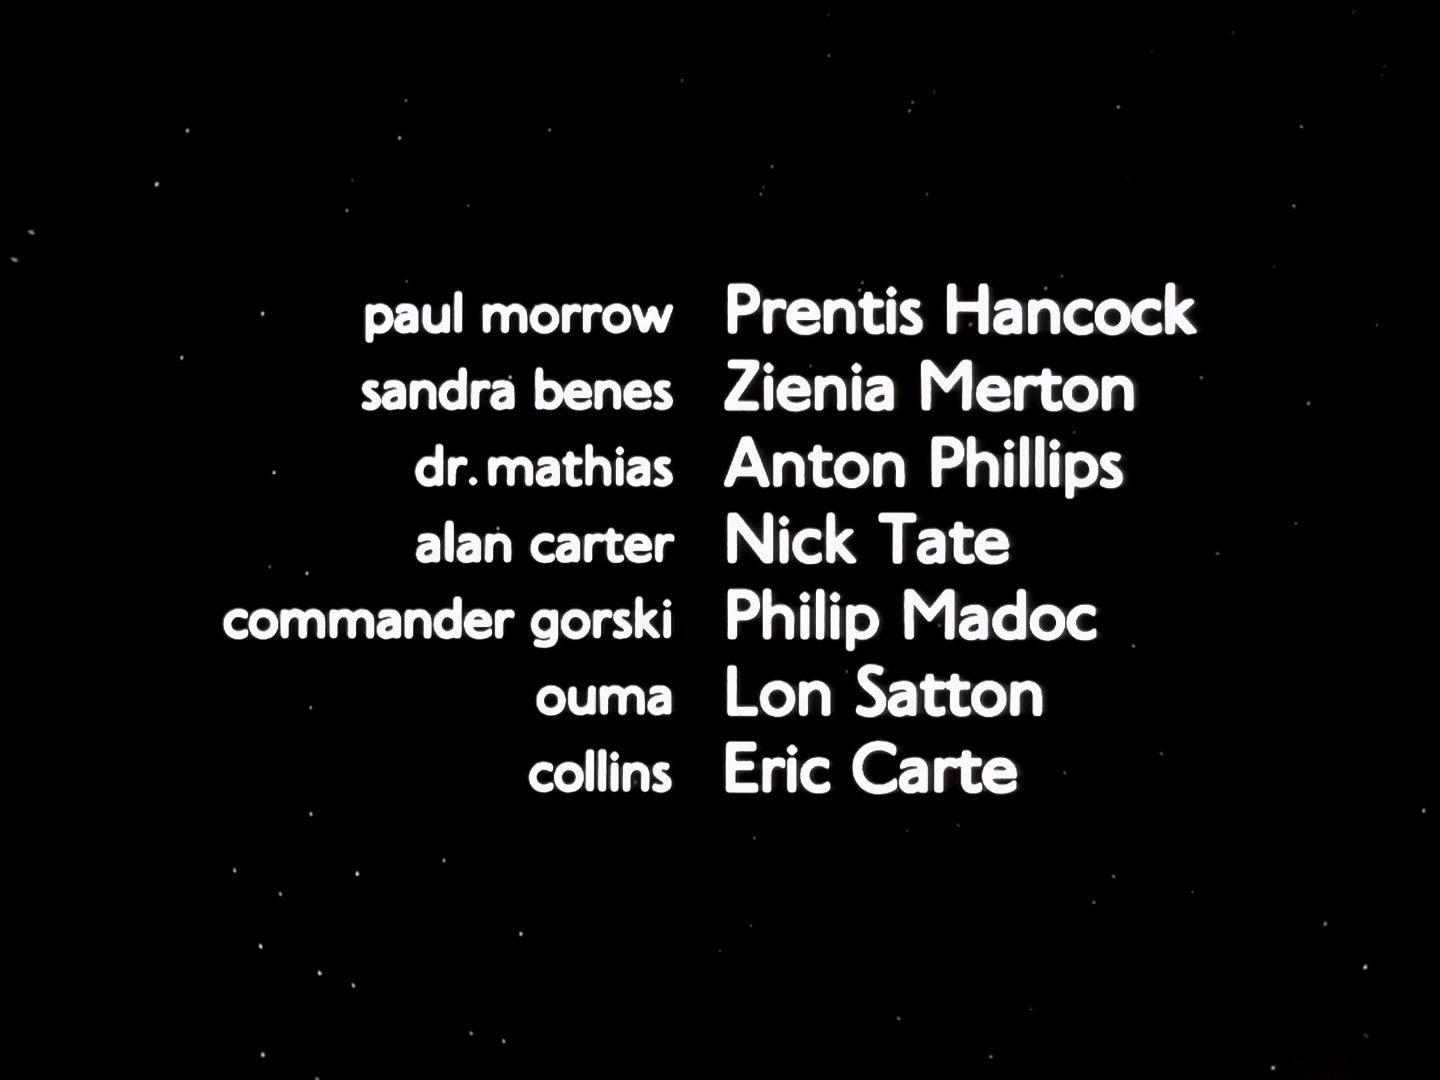 paul morrow Prentis Hancock
sandra benes Zienia Merton
dr. mathias Anton Phillips
alan carter Nick Tate
commander gorski Philip Madoc
ouma Lon Satton
collins Eric Carte